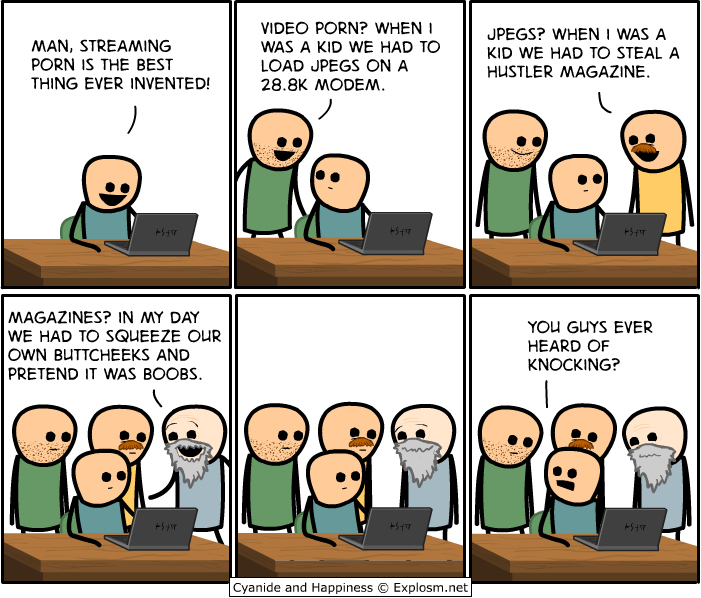 MAN, STREAMING
PORN IS THE BEST
THING EVER INVENTED!
VIDEO PORN? WHEN I
WAS A KID WE HAD TO
LOAD JPEGS ON A
28.8K MODEM.
JPEGS? WHEN I WAS A
KID WE HAD TO STEAL A
HUSTLER MAGAZINE.
MAGAZINES? IN MY DAY
WE HAD TO SQUEEZE OUR
OWN BUTTCHEEKS AND
PRETEND IT WAS BOOBS.
YOU GUYS EVER
HEARD OF
KNOCKING?
Cyanide and Happiness © Explosm.net